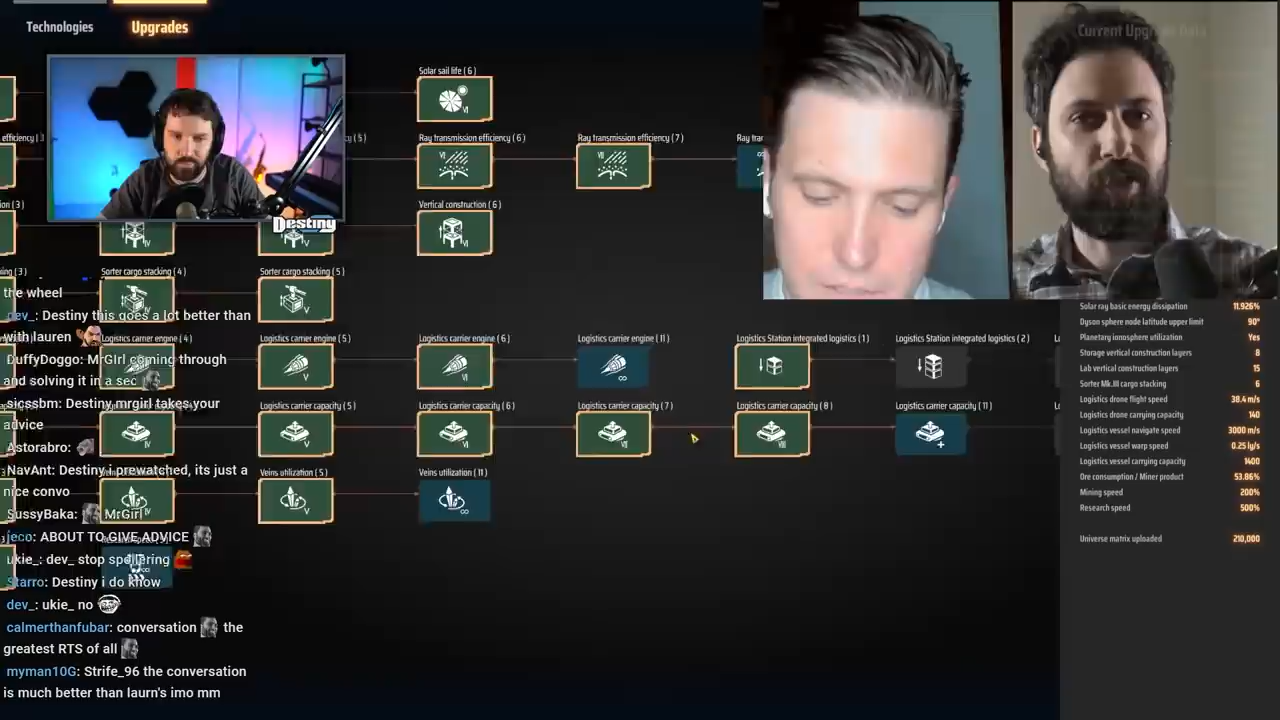 Technologies
Upgrades
Current Upgrade Data
Solar sail life ( 6 )
efficiency ( 3
( 5 )
Ray transmission efficiency ( 6 )
Ray transmission efficiency ( 7 )
Ray tran
Vertical construction ( 6 )
Destiny
Sorter cargo stacking ( 4 )
Sorter cargo stacking ( 5 )
the wheel
dev_: Destiny this goes a lot better than
with lauren
Logistics carrier engine ( 4 )
Logistics carrier engine ( 5 )
Logistics carrier engine ( 6 )
Logistics carrier engine ( 11 )
Logistics Station integrated logistics ( 1 )
Logistics Station integrated logistics ( 2 )
DuffyDoggo: MrGIrl coming through
and solving it in a sec
sicssbm: Destiny mrgirl takes your
advice
Logistics carrier capacity ( 5 )
Logistics carrier capacity ( 6 )
Logistics carrier capacity ( 7 )
Logistics carrier capacity ( 8 )
Logistics carrier capacity ( 11 )
Astorabro:
NavAnt: Destiny i prewatched, its just a
nice convo
Veins utilization ( 5 )
Veins utilization ( 11 )
SussyBaka: MrGirl
jeco: ABOUT TO GIVE ADVICE
ukie_: dev_ stop spellering
Starro: Destiny i do know
dev_: ukie_ no
calmerthanfubar: conversation the
greatest RTS of all
myman10G: Strife_96 the conversation
is much better than laurn's imo mm
Solar ray basic energy dissipation 11.926%
Dyson sphere node latitude upper limit 90°
Planetary ionosphere utilization Yes
Storage vertical construction layers 8
Lab vertical construction layers 15
Sorter Mk.III cargo stacking 6
Logistics drone flight speed 38.4 m/s
Logistics drone carrying capacity 140
Logistics vessel navigate speed 3000 m/s
Logistics vessel warp speed 0.25 ly/s
Logistics vessel carrying capacity 1400
Ore consumption / Miner product 53.86%
Mining speed 200%
Research speed 500%
Universe matrix uploaded 210,000